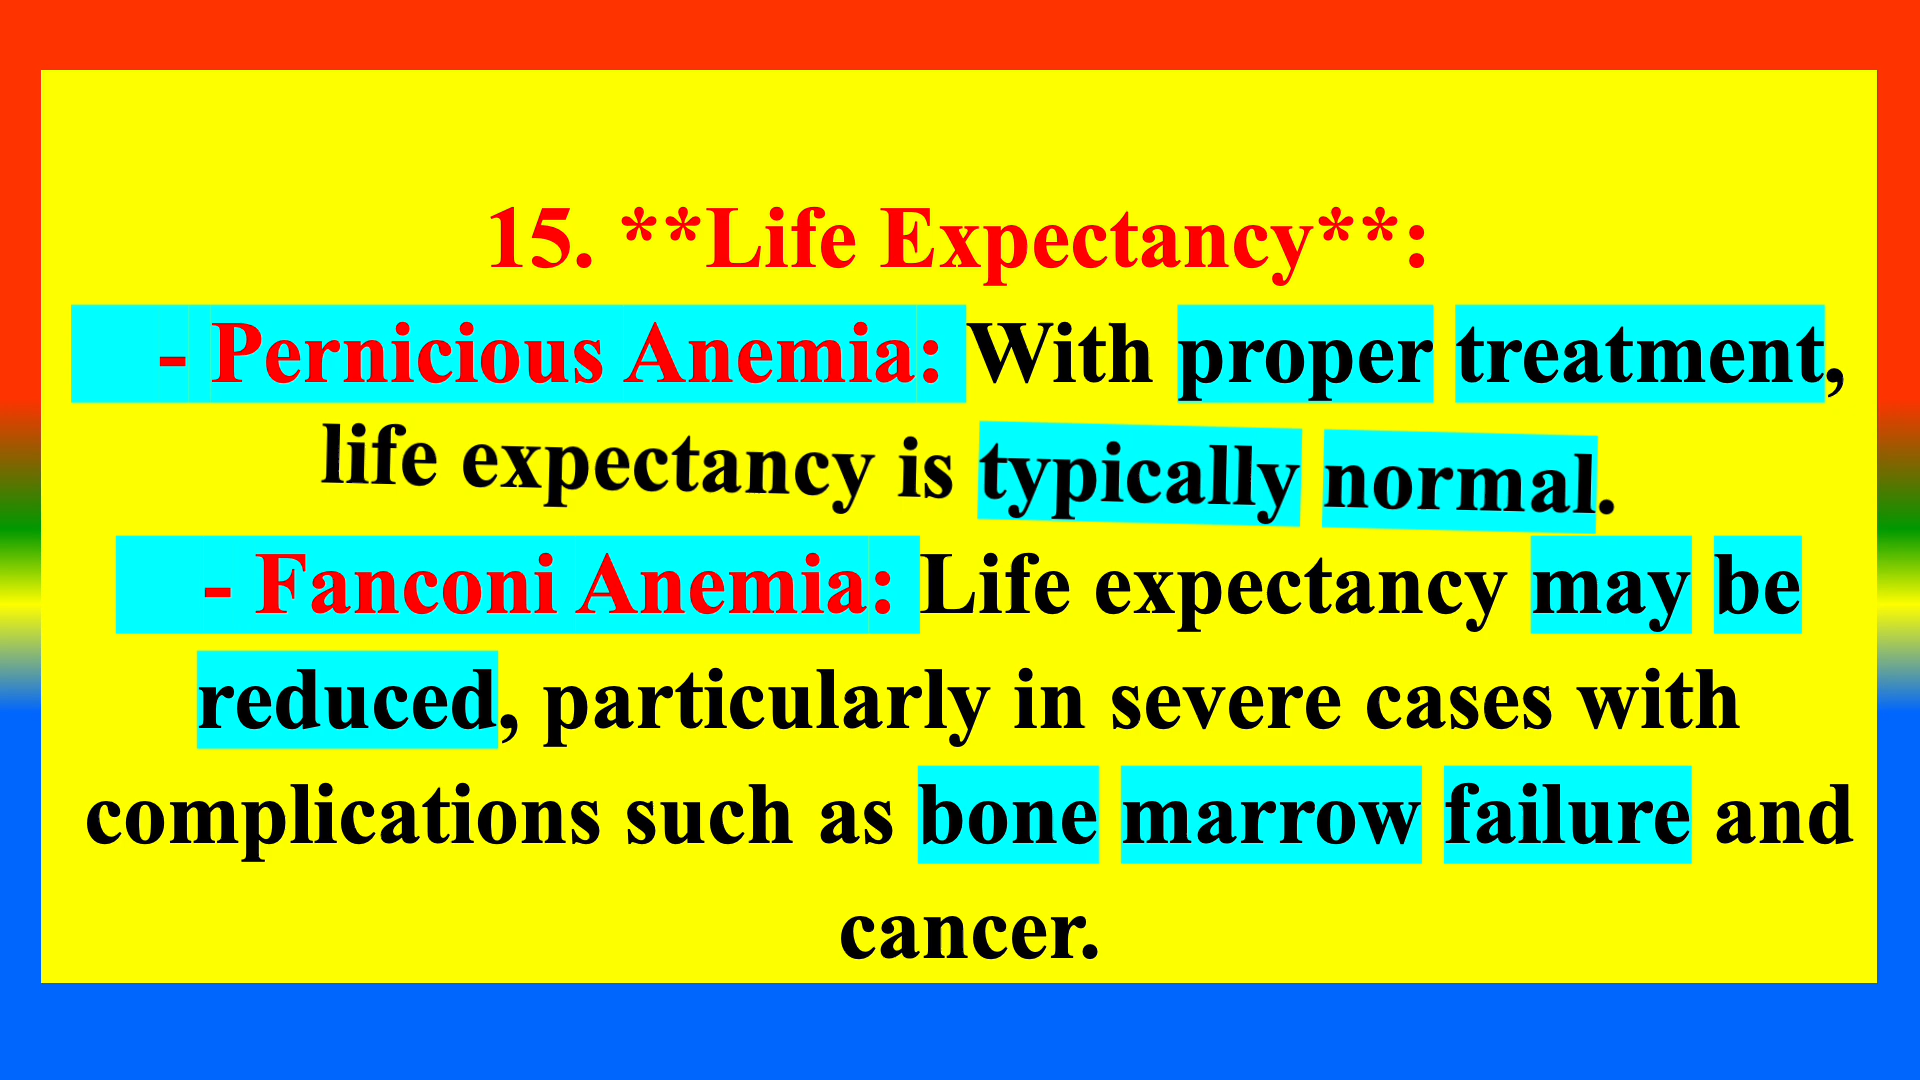 15. **Life Expectancy**:
- Pernicious Anemia: With proper treatment,
life expectancy is typically normal.
- Fanconi Anemia: Life expectancy may be
reduced, particularly in severe cases with
complications such as bone marrow failure and
cancer.